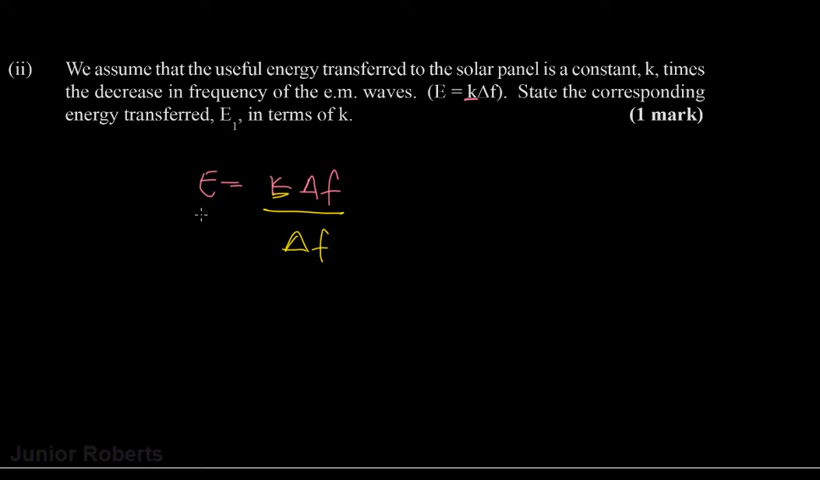 (ii) We assume that the useful energy transferred to the solar panel is a constant, k, times
the decrease in frequency of the e.m. waves. (E = kΔf). State the corresponding
energy transferred, E₁, in terms of k. (1 mark)
E = k Δf
Δf
Junior Roberts